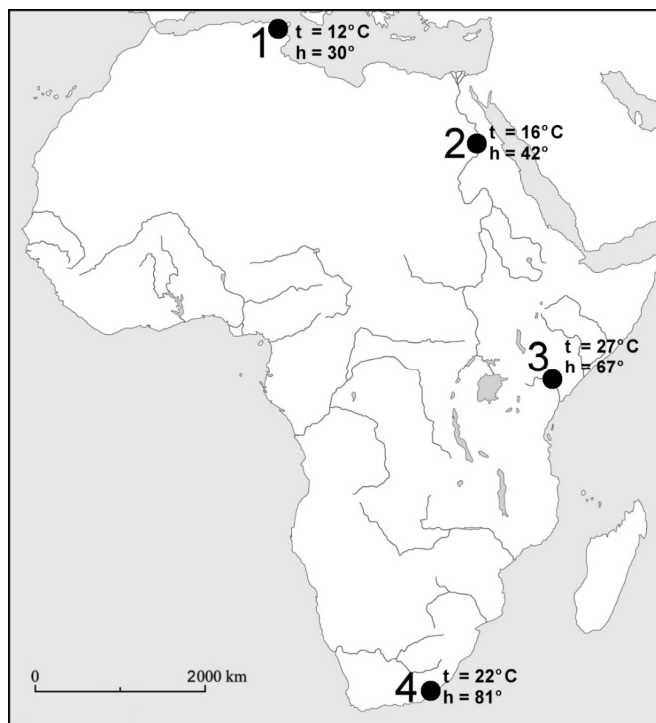 1
t = 12°C
h = 30°
2
t = 16°C
h = 42°
3
t = 27°C
h = 67°
4
t = 22°C
h = 81°
0 2000 km